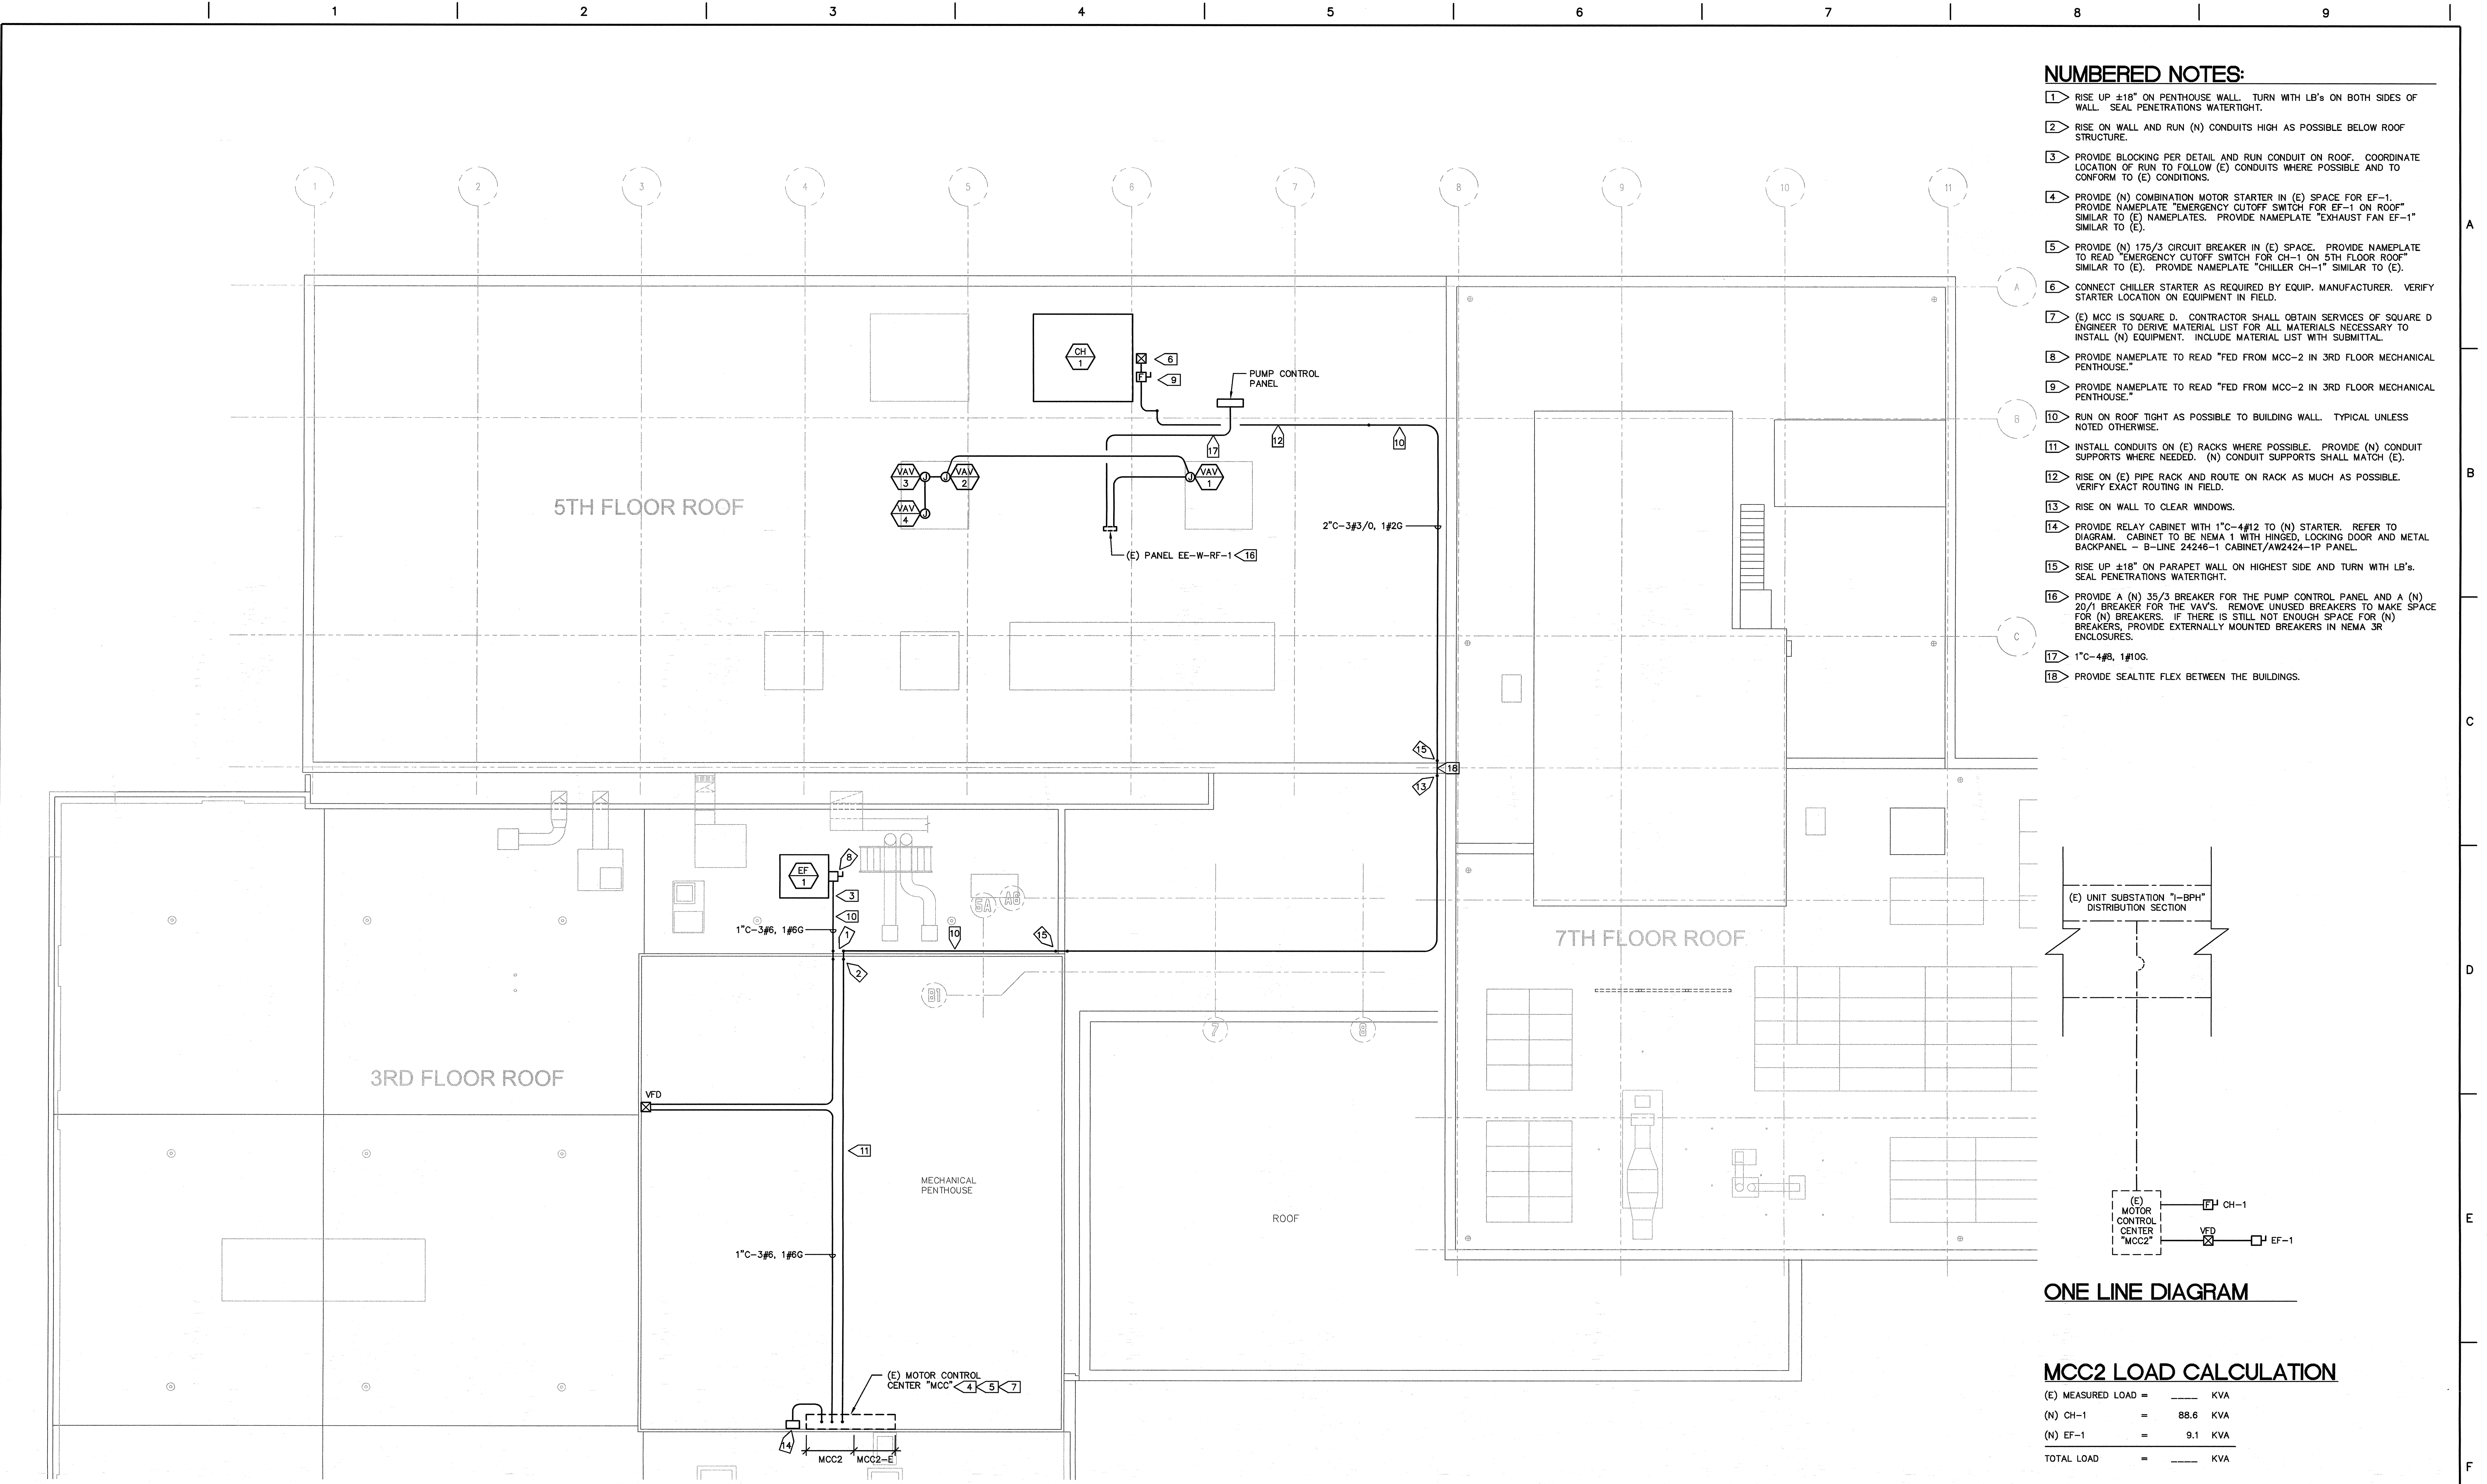 1 2 3 4 5 6 7 8 9
NUMBERED NOTES:
1 RISE UP ±18" ON PENTHOUSE WALL. TURN WITH LB's ON BOTH SIDES OF
WALL. SEAL PENETRATIONS WATERTIGHT.
2 RISE ON WALL AND RUN (N) CONDUITS HIGH AS POSSIBLE BELOW ROOF
STRUCTURE.
3 PROVIDE BLOCKING PER DETAIL AND RUN CONDUIT ON ROOF. COORDINATE
LOCATION OF RUN TO FOLLOW (E) CONDUITS WHERE POSSIBLE AND TO
CONFORM TO (E) CONDITIONS.
4 PROVIDE (N) COMBINATION MOTOR STARTER IN (E) SPACE FOR EF-1.
PROVIDE NAMEPLATE "EMERGENCY CUTOFF SWITCH FOR EF-1 ON ROOF"
SIMILAR TO (E) NAMEPLATES. PROVIDE NAMEPLATE "EXHAUST FAN EF-1"
SIMILAR TO (E).
5 PROVIDE (N) 175/3 CIRCUIT BREAKER IN (E) SPACE. PROVIDE NAMEPLATE
TO READ "EMERGENCY CUTOFF SWITCH FOR CH-1 ON 5TH FLOOR ROOF"
SIMILAR TO (E). PROVIDE NAMEPLATE "CHILLER CH-1" SIMILAR TO (E).
6 CONNECT CHILLER STARTER AS REQUIRED BY EQUIP. MANUFACTURER. VERIFY
STARTER LOCATION ON EQUIPMENT IN FIELD.
7 (E) MCC IS SQUARE D. CONTRACTOR SHALL OBTAIN SERVICES OF SQUARE D
ENGINEER TO DERIVE MATERIAL LIST FOR ALL MATERIALS NECESSARY TO
INSTALL (N) EQUIPMENT. INCLUDE MATERIAL LIST WITH SUBMITTAL.
8 PROVIDE NAMEPLATE TO READ "FED FROM MCC-2 IN 3RD FLOOR MECHANICAL
PENTHOUSE."
9 PROVIDE NAMEPLATE TO READ "FED FROM MCC-2 IN 3RD FLOOR MECHANICAL
PENTHOUSE."
10 RUN ON ROOF TIGHT AS POSSIBLE TO BUILDING WALL. TYPICAL UNLESS
NOTED OTHERWISE.
11 INSTALL CONDUITS ON (E) RACKS WHERE POSSIBLE. PROVIDE (N) CONDUIT
SUPPORTS WHERE NEEDED. (N) CONDUIT SUPPORTS SHALL MATCH (E).
12 RISE ON (E) PIPE RACK AND ROUTE ON RACK AS MUCH AS POSSIBLE.
VERIFY EXACT ROUTING IN FIELD.
13 RISE ON WALL TO CLEAR WINDOWS.
14 PROVIDE RELAY CABINET WITH 1"C-4#12 TO (N) STARTER. REFER TO
DIAGRAM. CABINET TO BE NEMA 1 WITH HINGED, LOCKING DOOR AND METAL
BACKPANEL - B-LINE 24246-1 CABINET/AW2424-1P PANEL.
15 RISE UP ±18" ON PARAPET WALL ON HIGHEST SIDE AND TURN WITH LB's.
SEAL PENETRATIONS WATERTIGHT.
16 PROVIDE A (N) 35/3 BREAKER FOR THE PUMP CONTROL PANEL AND A (N)
20/1 BREAKER FOR THE VAV'S. REMOVE UNUSED BREAKERS TO MAKE SPACE
FOR (N) BREAKERS. IF THERE IS STILL NOT ENOUGH SPACE FOR (N)
BREAKERS, PROVIDE EXTERNALLY MOUNTED BREAKERS IN NEMA 3R
ENCLOSURES.
17 1"C-4#8, 1#10G.
18 PROVIDE SEALTITE FLEX BETWEEN THE BUILDINGS.
A
B
C
D
E
F
1 2 3 4 5 6 7 8 9 10 11
A
B
C
CH
1
6
F
9
PUMP CONTROL
PANEL
12
10
17
VAV
3
J
J
VAV
2
J
VAV
1
VAV
4
J
5TH FLOOR ROOF
2"C-3#3/0, 1#2G
(E) PANEL EE-W-RF-1 16
15
18
13
EF
1
8
3
10
1"C-3#6, 1#6G
1
5A
A6
10
15
2
B1
7
8
7TH FLOOR ROOF
3RD FLOOR ROOF
VFD
11
MECHANICAL
PENTHOUSE
ROOF
1"C-3#6, 1#6G
(E) MOTOR CONTROL
CENTER "MCC" 4 5 7
14
MCC2 MCC2-E
(E) UNIT SUBSTATION "I-BPH"
DISTRIBUTION SECTION
(E)
MOTOR
CONTROL
CENTER
"MCC2"
F CH-1
VFD
EF-1
ONE LINE DIAGRAM
MCC2 LOAD CALCULATION
(E) MEASURED LOAD = ____ KVA
(N) CH-1 = 88.6 KVA
(N) EF-1 = 9.1 KVA
TOTAL LOAD = ____ KVA